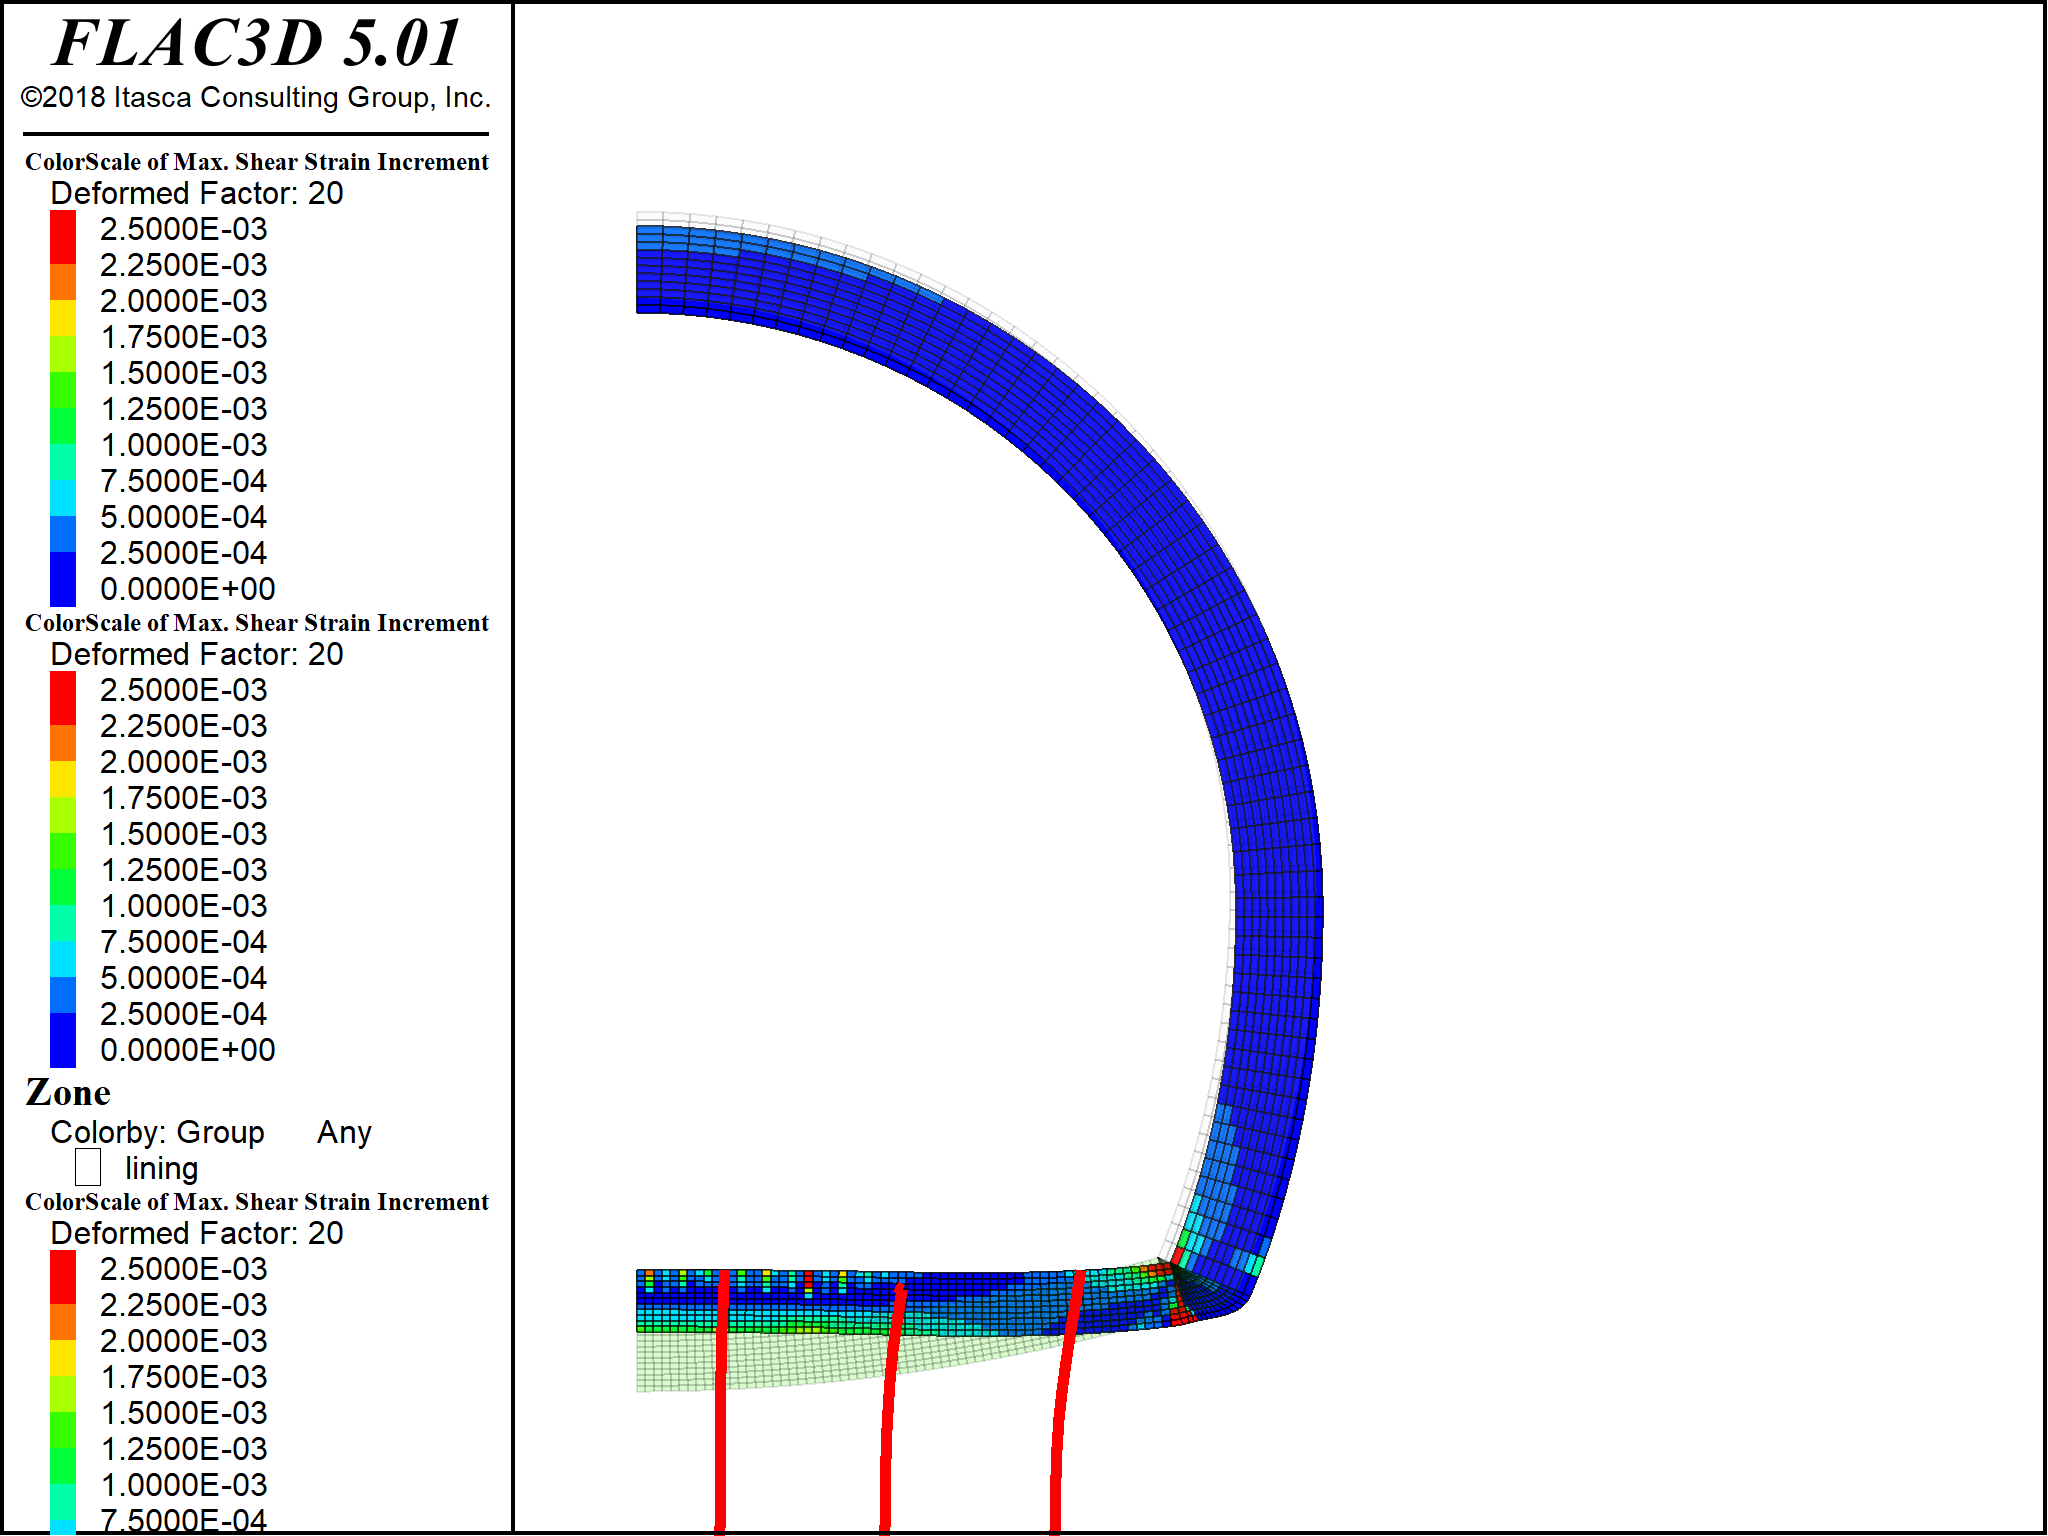 FLAC3D 5.01
©2018 Itasca Consulting Group, Inc.
ColorScale of Max. Shear Strain Increment
Deformed Factor: 20
2.5000E-03
2.2500E-03
2.0000E-03
1.7500E-03
1.5000E-03
1.2500E-03
1.0000E-03
7.5000E-04
5.0000E-04
2.5000E-04
0.0000E+00
ColorScale of Max. Shear Strain Increment
Deformed Factor: 20
2.5000E-03
2.2500E-03
2.0000E-03
1.7500E-03
1.5000E-03
1.2500E-03
1.0000E-03
7.5000E-04
5.0000E-04
2.5000E-04
0.0000E+00
Zone
Colorby: Group Any
lining
ColorScale of Max. Shear Strain Increment
Deformed Factor: 20
2.5000E-03
2.2500E-03
2.0000E-03
1.7500E-03
1.5000E-03
1.2500E-03
1.0000E-03
7.5000E-04